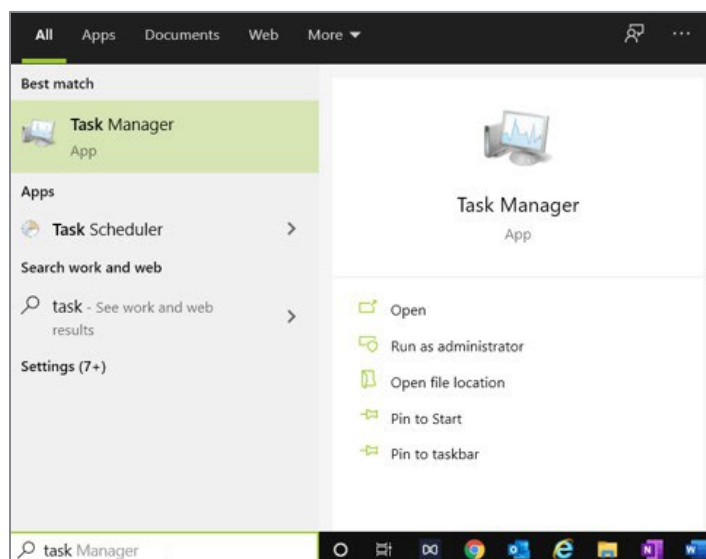 All Apps Documents Web More
Best match
Task Manager
App
Apps
Task Scheduler
Search work and web
task - See work and web
results
Settings (7+)
Task Manager
App
Open
Run as administrator
Open file location
Pin to Start
Pin to taskbar
task Manager